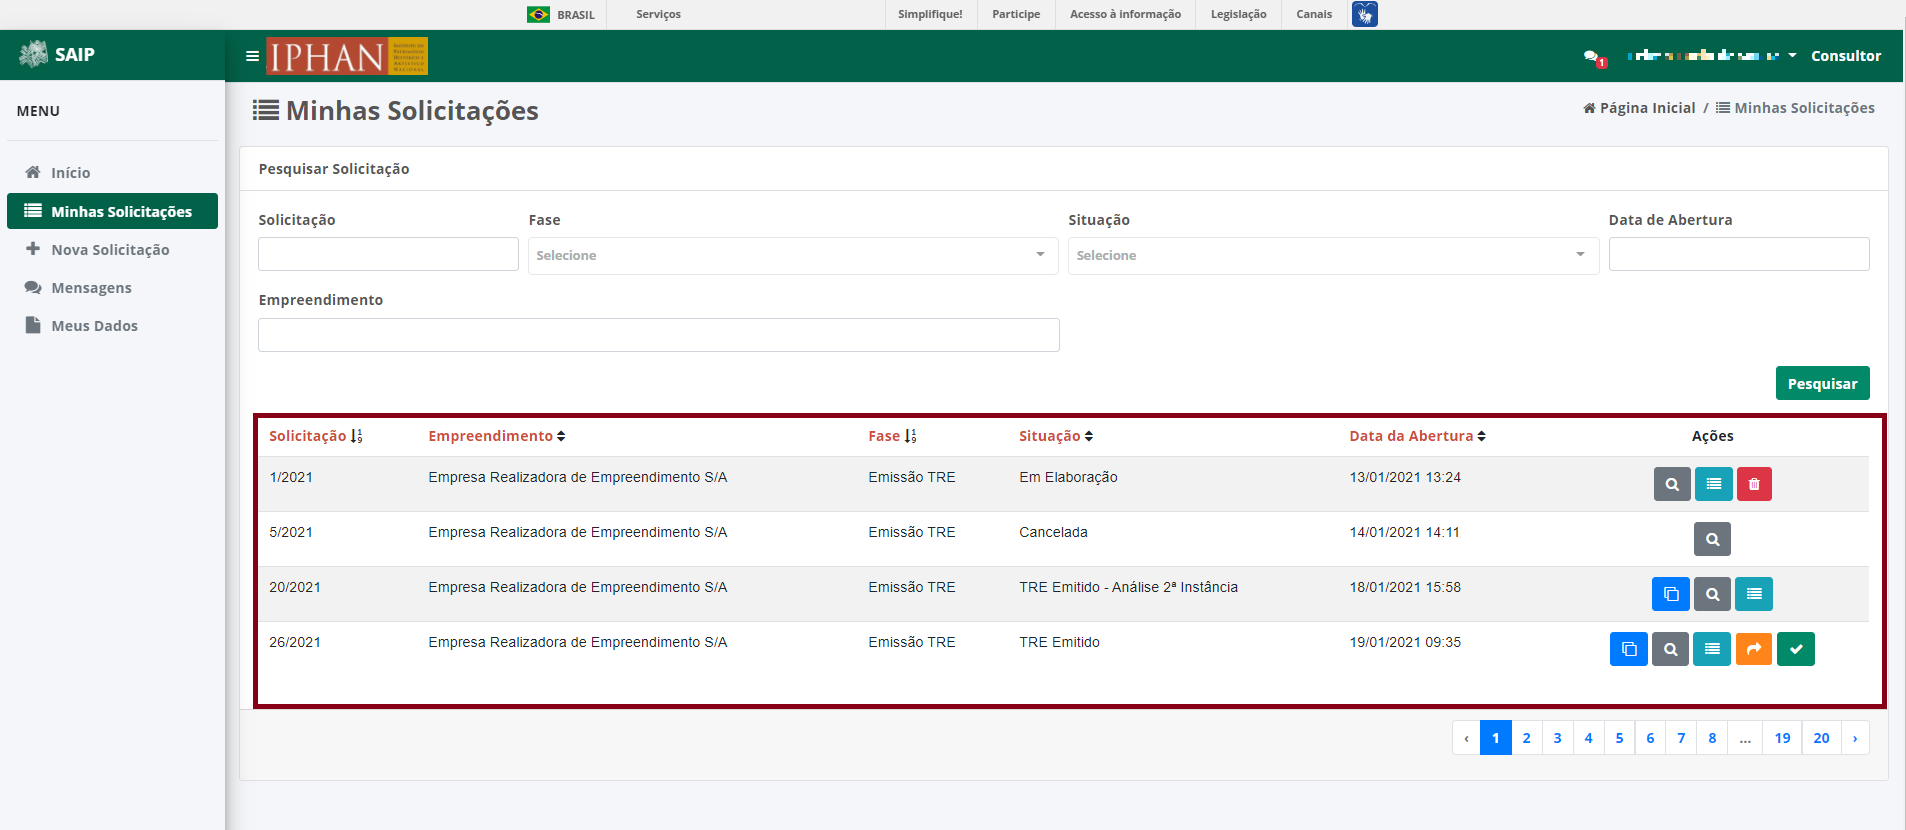 BRASIL Serviços Simplifique! Participe Acesso à informação Legislação Canais
SAIP IPHAN 1 Consultor
MENU
Início
Minhas Solicitações
Nova Solicitação
Mensagens
Meus Dados
Minhas Solicitações Página Inicial / Minhas Solicitações
Pesquisar Solicitação
Solicitação Fase Situação Data de Abertura
Selecione Selecione
Empreendimento
Pesquisar
Solicitação Empreendimento Fase Situação Data da Abertura Ações
1/2021 Empresa Realizadora de Empreendimento S/A Emissão TRE Em Elaboração 13/01/2021 13:24
5/2021 Empresa Realizadora de Empreendimento S/A Emissão TRE Cancelada 14/01/2021 14:11
20/2021 Empresa Realizadora de Empreendimento S/A Emissão TRE TRE Emitido - Análise 2ª Instância 18/01/2021 15:58
26/2021 Empresa Realizadora de Empreendimento S/A Emissão TRE TRE Emitido 19/01/2021 09:35
‹ 1 2 3 4 5 6 7 8 ... 19 20 ›